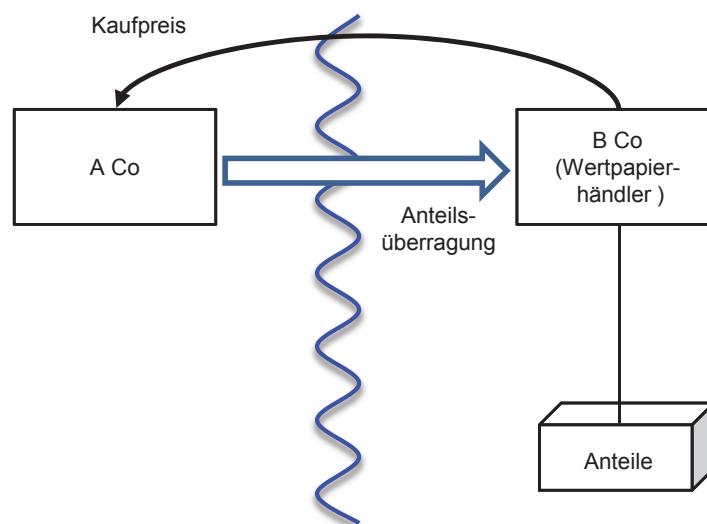 Kaufpreis
A Co
B Co
(Wertpapier-
händler )
Anteils-
überragung
Anteile